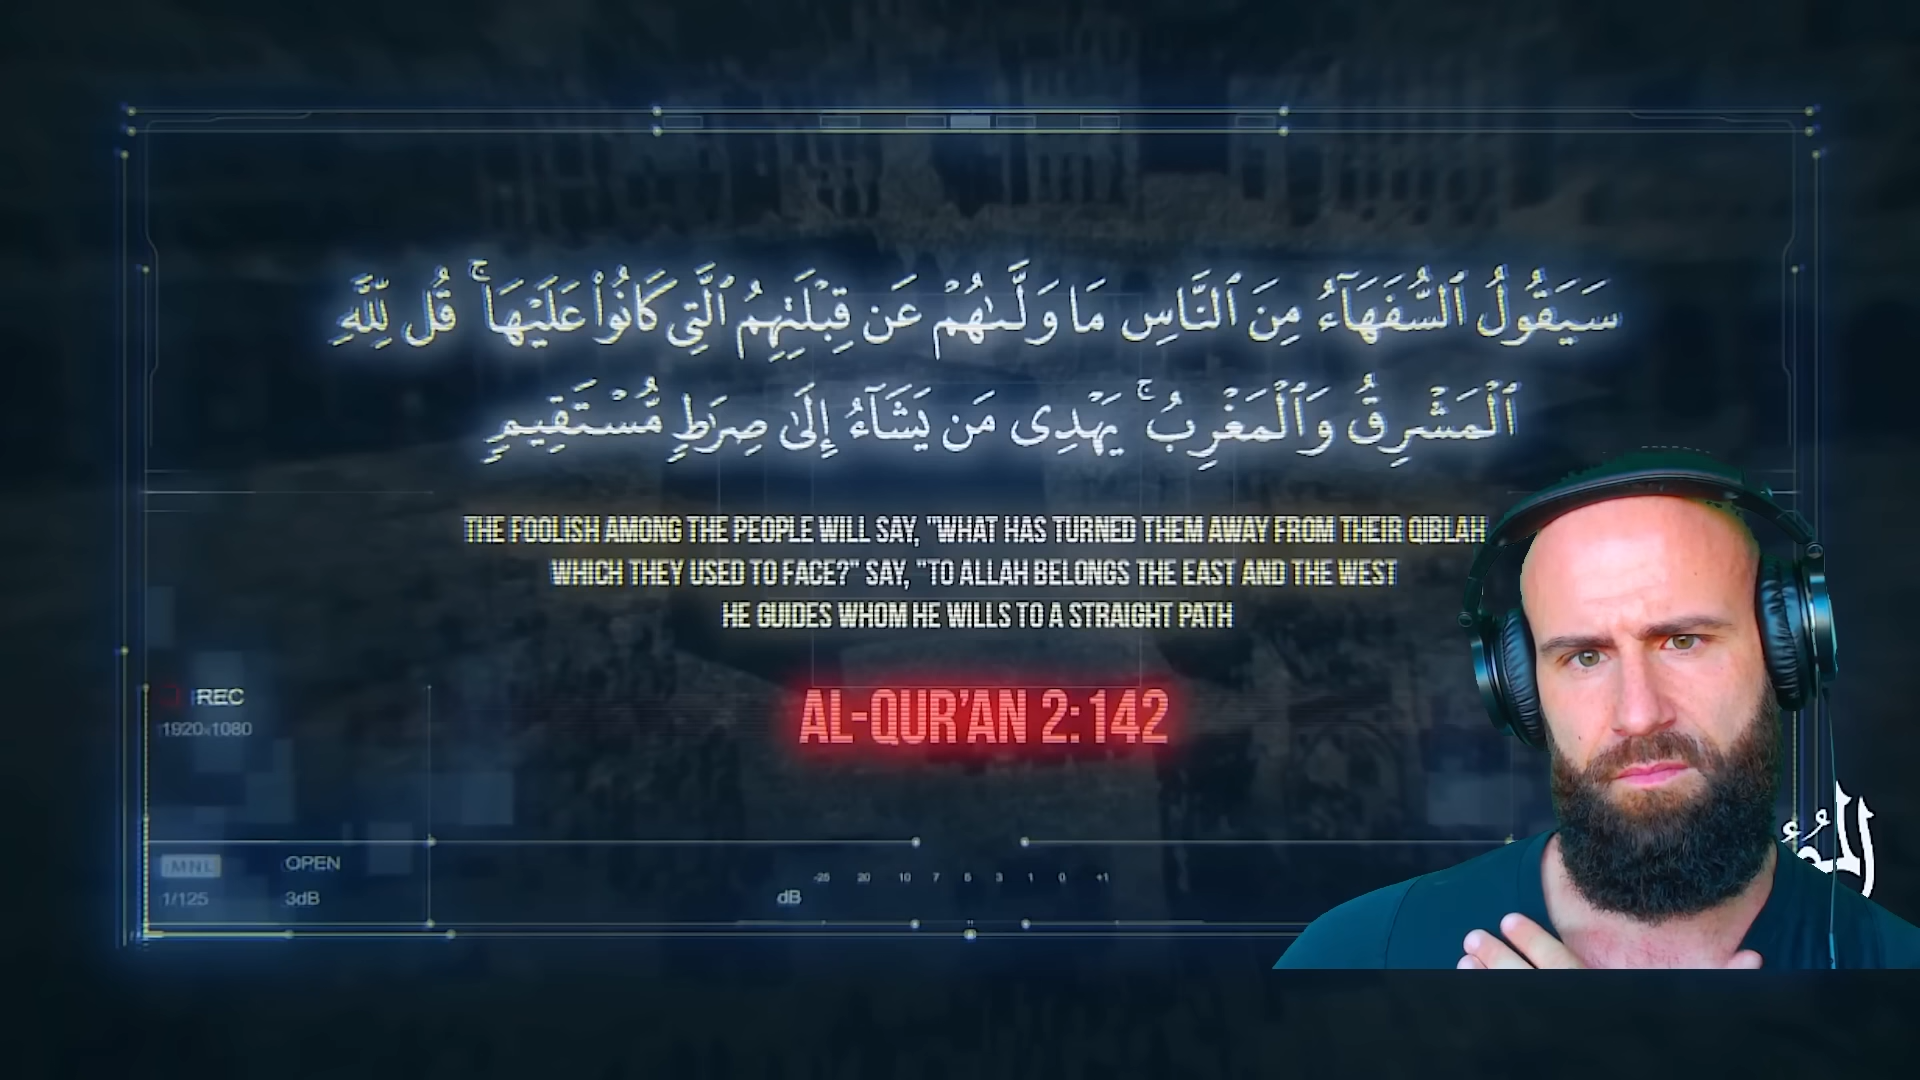 سَيَقُولُ ٱلسُّفَهَآءُ مِنَ ٱلنَّاسِ مَا وَلَّىٰهُمْ عَن قِبْلَتِهِمُ ٱلَّتِى كَانُوا۟ عَلَيْهَا ۚ قُل لِّلَّهِ
ٱلْمَشْرِقُ وَٱلْمَغْرِبُ ۚ يَهْدِى مَن يَشَآءُ إِلَىٰ صِرَٰطٍ مُّسْتَقِيمٍ
THE FOOLISH AMONG THE PEOPLE WILL SAY, "WHAT HAS TURNED THEM AWAY FROM THEIR QIBLAH
WHICH THEY USED TO FACE?" SAY, "TO ALLAH BELONGS THE EAST AND THE WEST
HE GUIDES WHOM HE WILLS TO A STRAIGHT PATH
AL-QUR’AN 2:142
REC
1920x1080
MNL OPEN
1/125 3dB
dB -25 20 10 7 5 3 1 0 +1